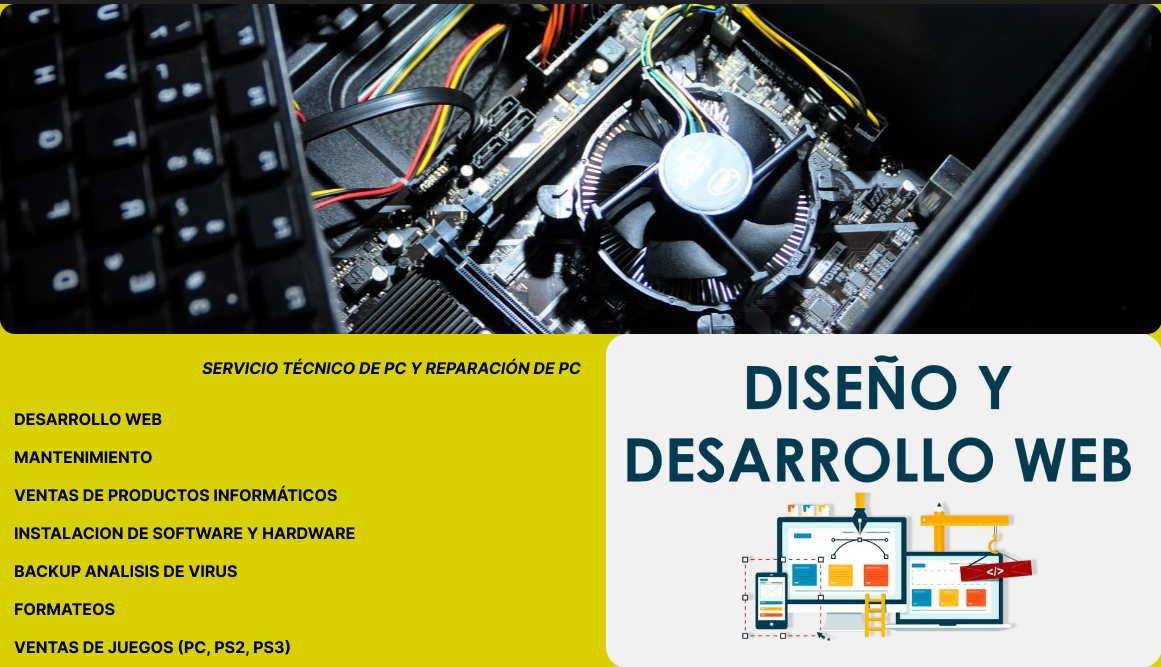 SERVICIO TÉCNICO DE PC Y REPARACIÓN DE PC
DESARROLLO WEB
MANTENIMIENTO
VENTAS DE PRODUCTOS INFORMÁTICOS
INSTALACION DE SOFTWARE Y HARDWARE
BACKUP ANALISIS DE VIRUS
FORMATEOS
VENTAS DE JUEGOS (PC, PS2, PS3)
DISEÑO Y
DESARROLLO WEB
</>